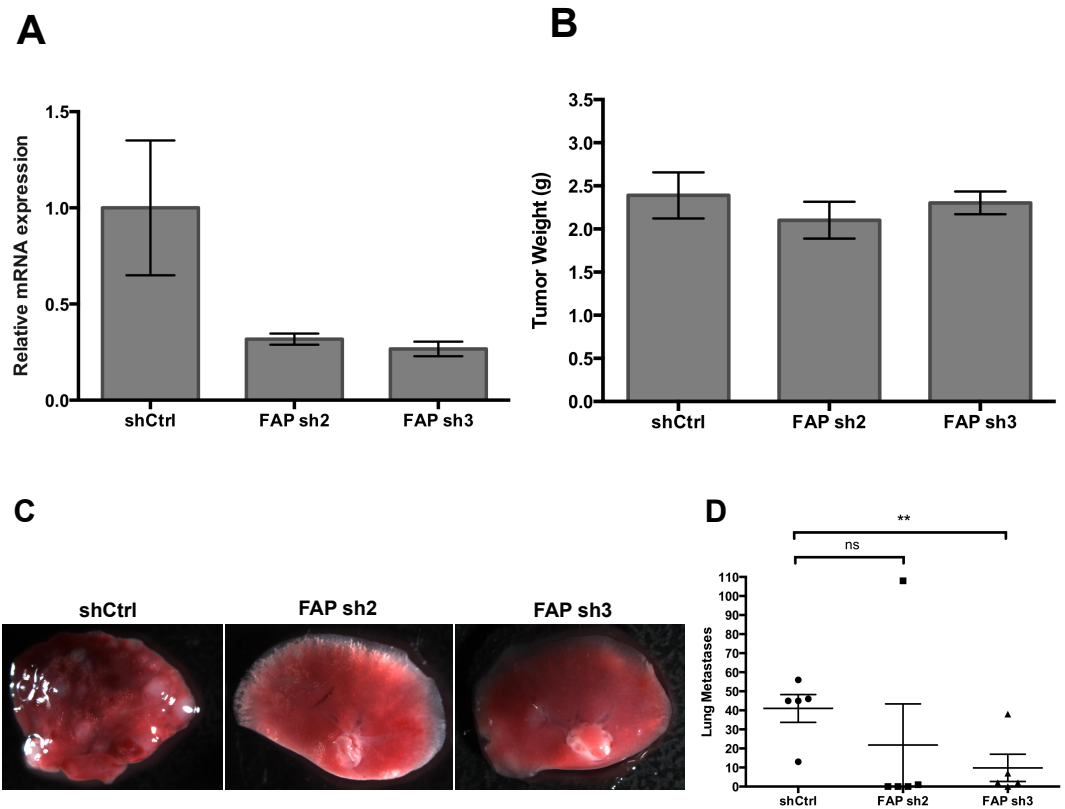 A
Relative mRNA expression
1.5
1.0
0.5
0.0
shCtrl FAP sh2 FAP sh3
B
Tumor Weight (g)
3.5
3.0
2.5
2.0
1.5
1.0
0.5
0.0
shCtrl FAP sh2 FAP sh3
C
shCtrl FAP sh2 FAP sh3
D
**
ns
Lung Metastases
110
100
90
80
70
60
50
40
30
20
10
0
shCtrl FAP sh2 FAP sh3